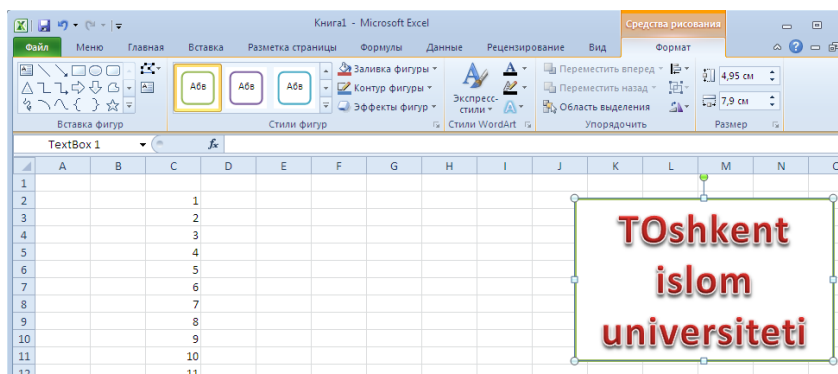 Книга1 - Microsoft Excel
Средства рисования
Файл Меню Главная Вставка Разметка страницы Формулы Данные Рецензирование Вид Формат
Абв Абв Абв
Заливка фигуры
Контур фигуры
Эффекты фигур
Экспресс-стили
Переместить вперед
Переместить назад
Область выделения
4,95 см
7,9 см
Вставка фигур Стили фигур Стили WordArt Упорядочить Размер
TextBox 1 fx
A B C D E F G H I J K L M N
1
2 1
3 2
4 3
5 4
6 5
7 6
8 7
9 8
10 9
11 10
12 11
TOshkent
islom
universiteti